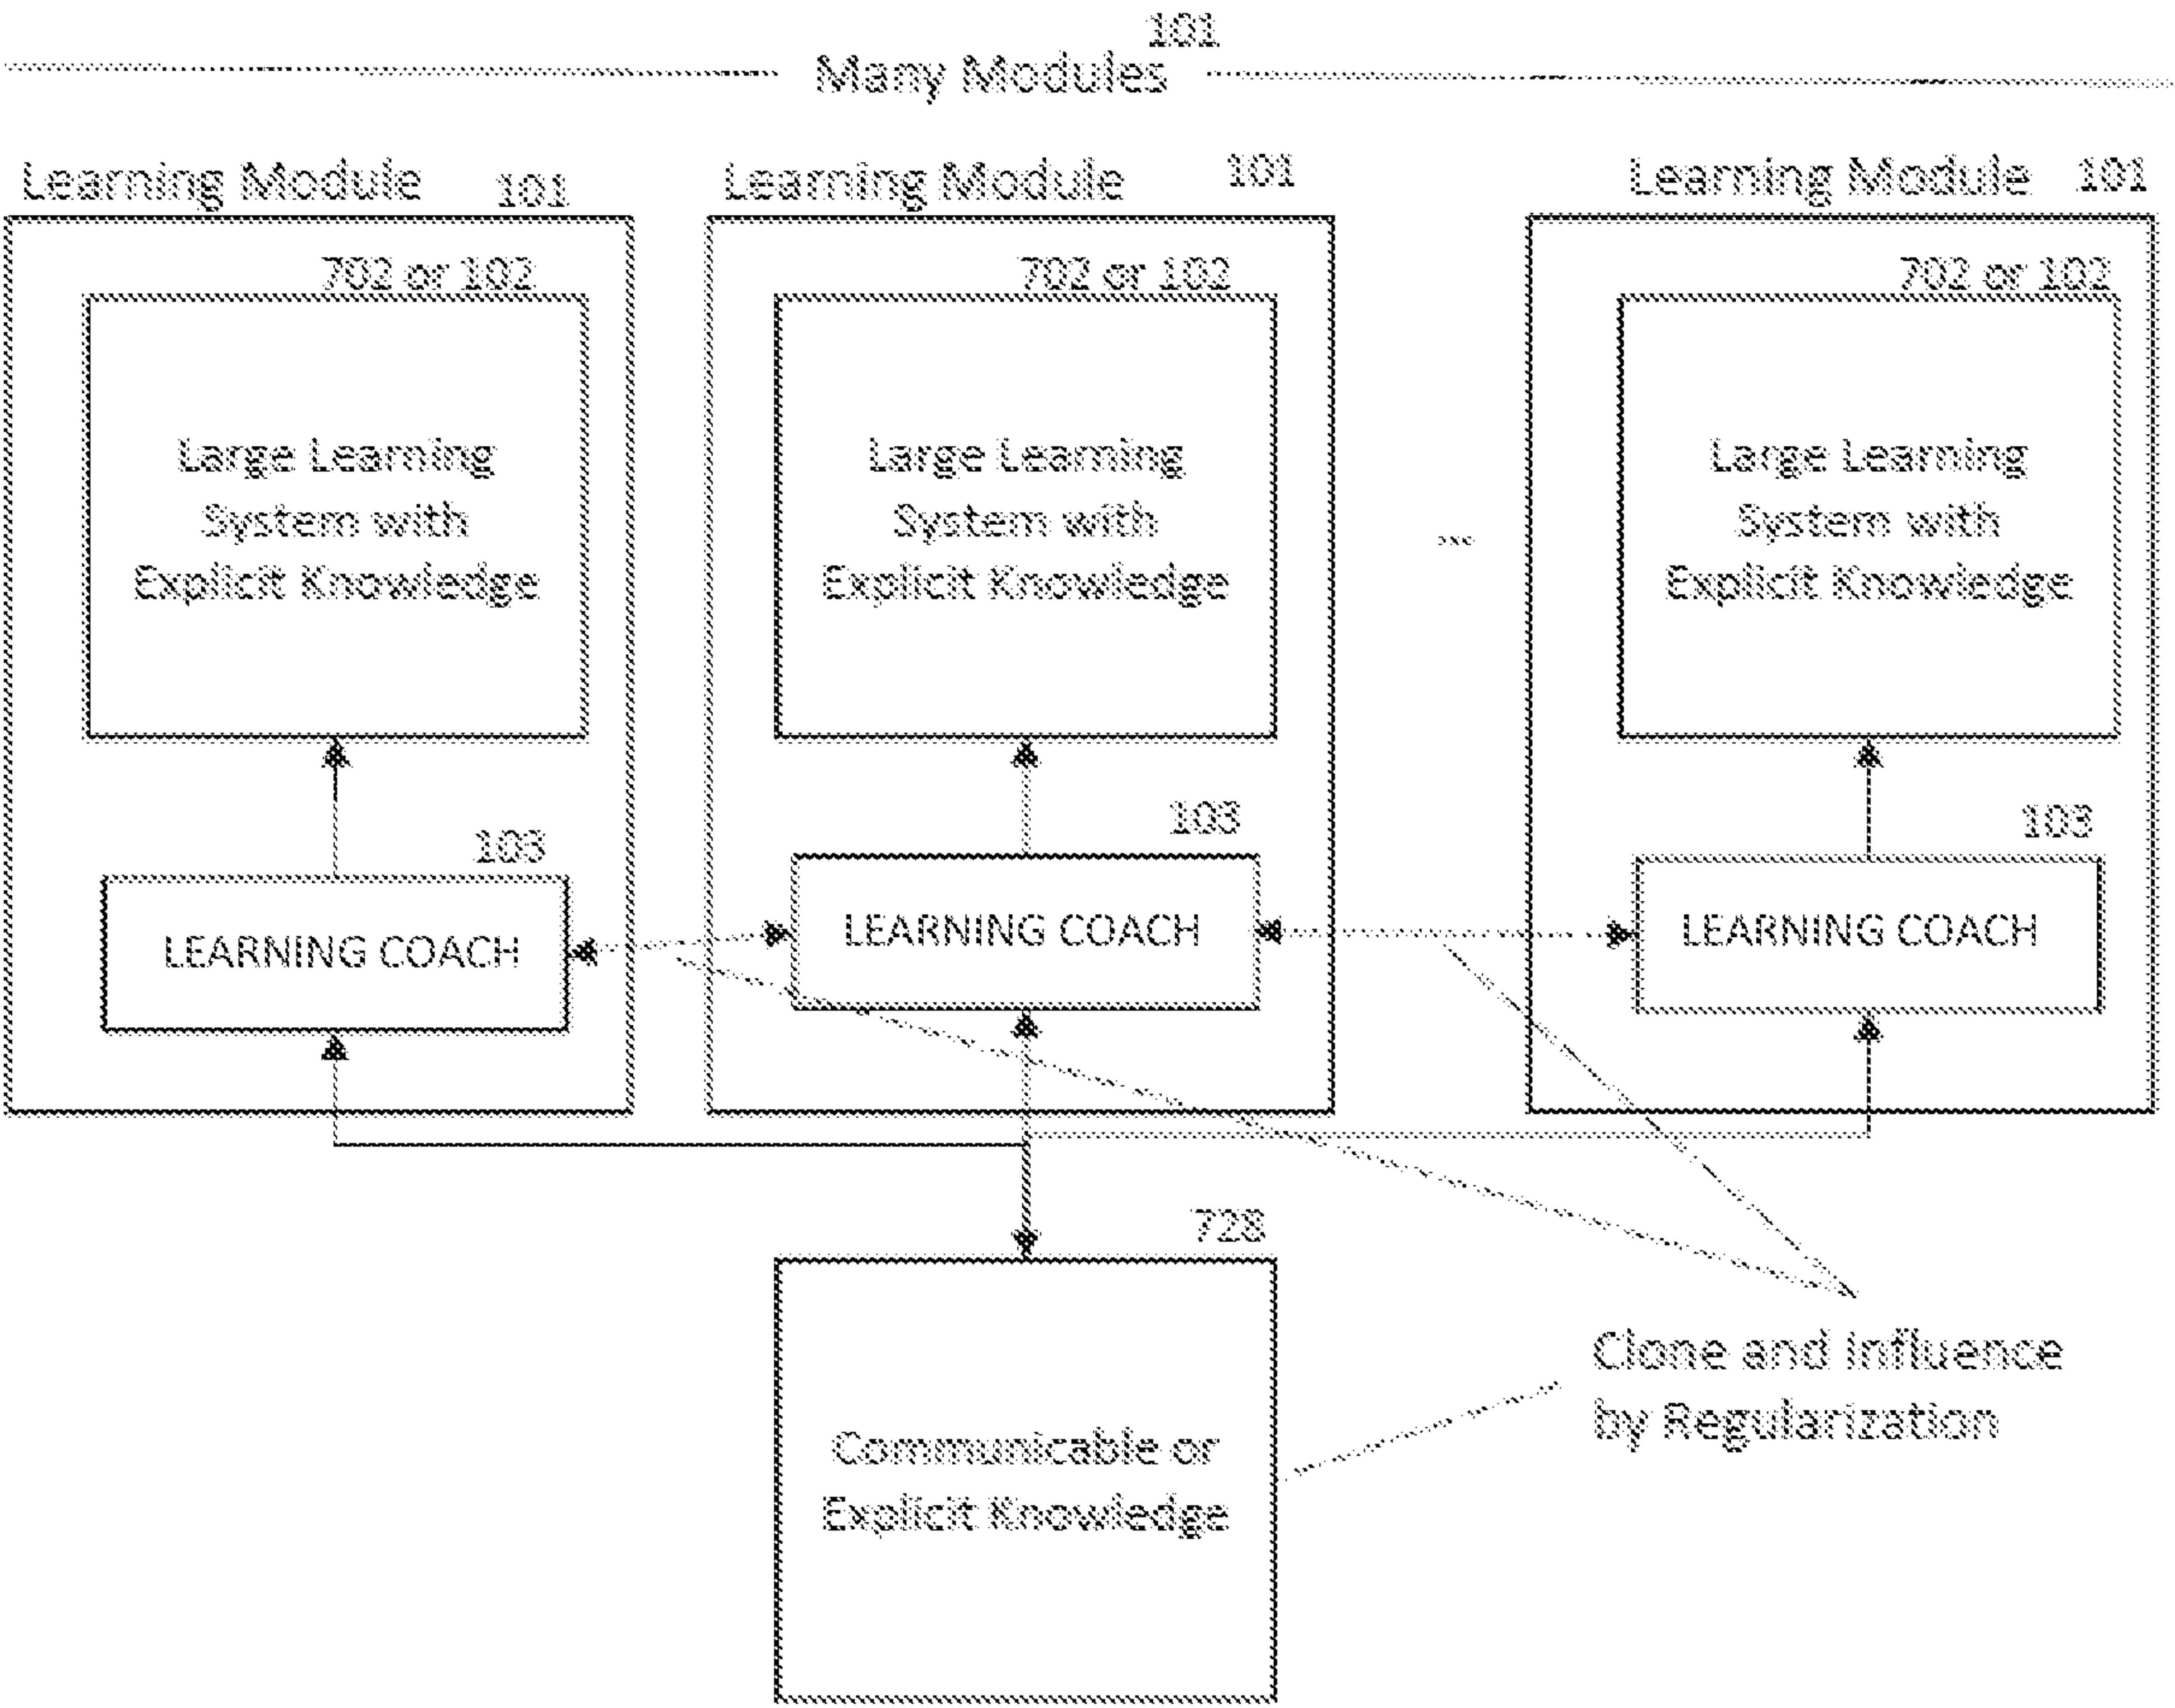 101
Many Modules
Learning Module 101
Learning Module 101
Learning Module 101
702 or 102
702 or 102
702 or 102
Large Learning
System with
Explicit Knowledge
Large Learning
System with
Explicit Knowledge
...
Large Learning
System with
Explicit Knowledge
103
103
103
LEARNING COACH
LEARNING COACH
LEARNING COACH
728
Communicable or
Explicit Knowledge
Clone and Influence
by Regularization